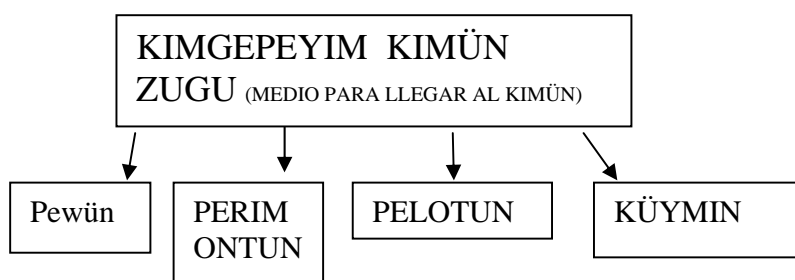 KIMGEPEYIM KIMÜN
ZUGU (MEDIO PARA LLEGAR AL KIMÜN)
Pewün
PERIM
ONTUN
PELOTUN
KÜYMIN